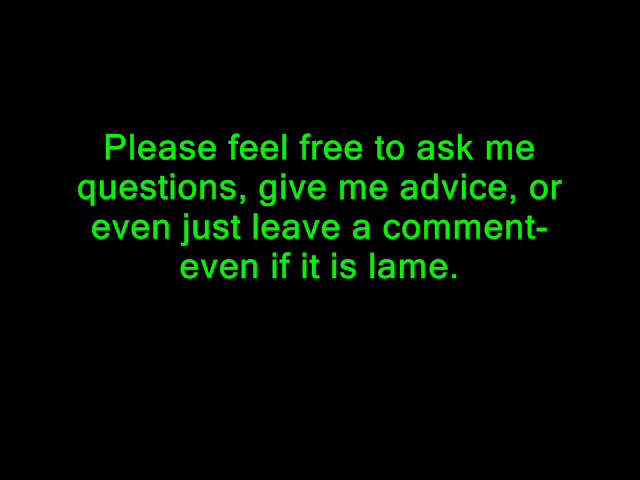 Please feel free to ask me
questions, give me advice, or
even just leave a comment-
even if it is lame.